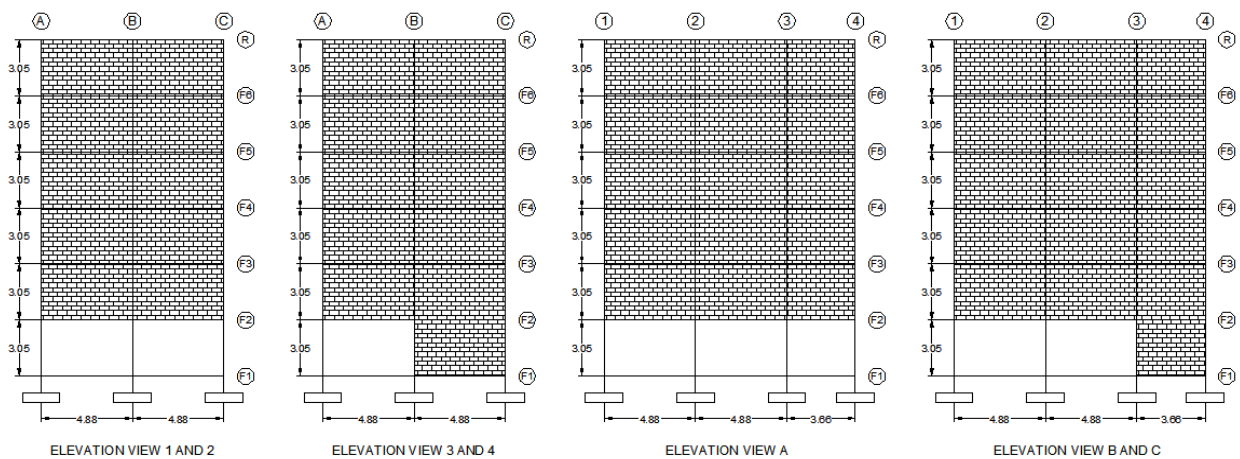 A B C
R
3.05
F6
3.05
F5
3.05
F4
3.05
F3
3.05
F2
3.05
F1
4.88 4.88
ELEVATION VIEW 1 AND 2
A B C
R
3.05
F6
3.05
F5
3.05
F4
3.05
F3
3.05
F2
3.05
F1
4.88 4.88
ELEVATION VIEW 3 AND 4
1 2 3 4
R
3.05
F6
3.05
F5
3.05
F4
3.05
F3
3.05
F2
3.05
F1
4.88 4.88 3.66
ELEVATION VIEW A
1 2 3 4
R
3.05
F6
3.05
F5
3.05
F4
3.05
F3
3.05
F2
3.05
F1
4.88 4.88 3.66
ELEVATION VIEW B AND C